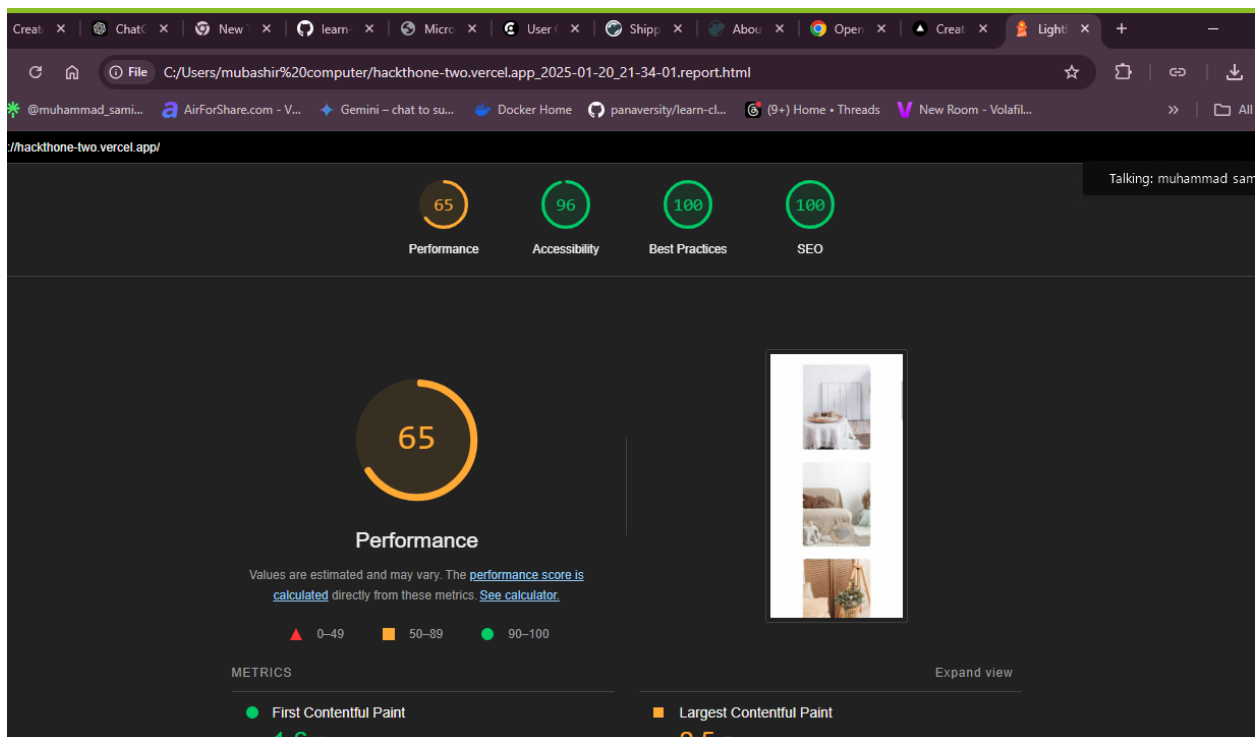 Creat
ChatC
New T
learn-
Micro
User (
Shipp
Abou
Open
Creat
Light
File C:/Users/mubashir%20computer/hackthone-two.vercel.app_2025-01-20_21-34-01.report.html
@muhammad_sami... AirForShare.com - V... Gemini – chat to su... Docker Home panaversity/learn-cl... (9+) Home • Threads New Room - Volafil... » All
://hackthone-two.vercel.app/
Talking: muhammad sam
65 96 100 100
Performance Accessibility Best Practices SEO
65
Performance
Values are estimated and may vary. The performance score is
calculated directly from these metrics. See calculator.
0–49 50–89 90–100
METRICS Expand view
First Contentful Paint Largest Contentful Paint